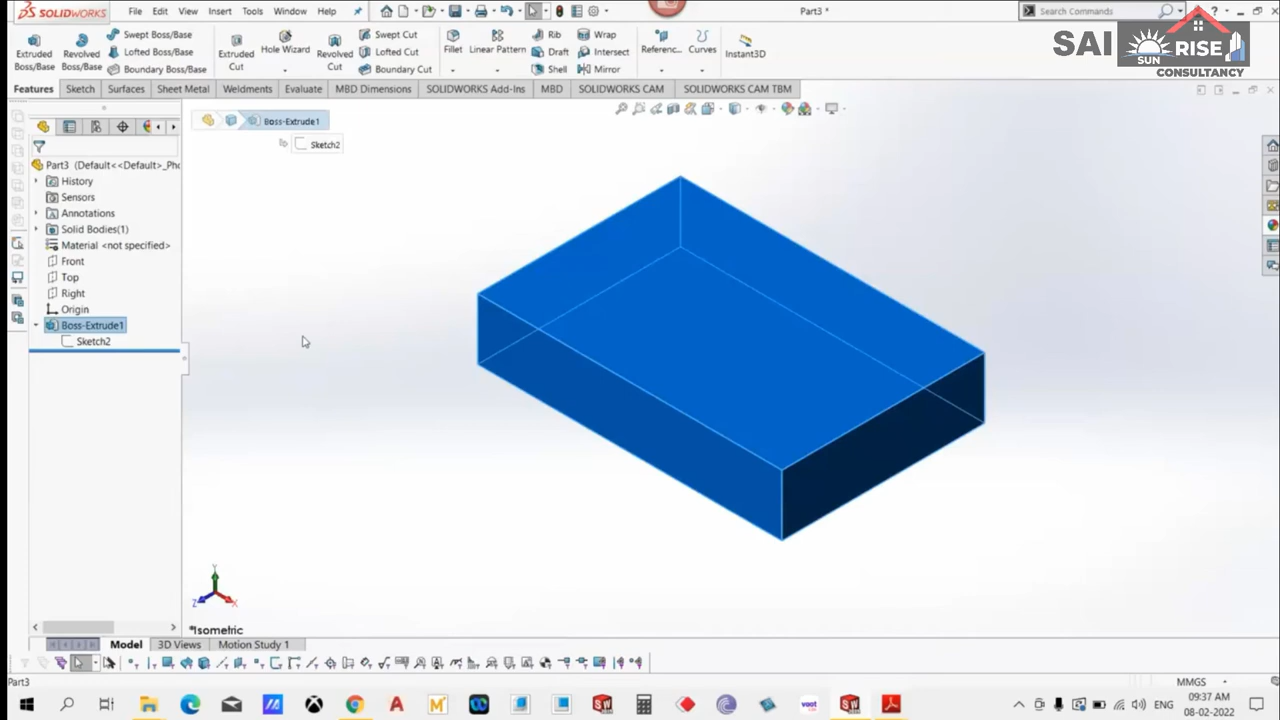 SOLIDWORKS
File Edit View Insert Tools Window Help
Part3 *
Search Commands
Extruded Boss/Base
Revolved Boss/Base
Swept Boss/Base
Lofted Boss/Base
Boundary Boss/Base
Extruded Cut
Hole Wizard
Revolved Cut
Swept Cut
Lofted Cut
Boundary Cut
Fillet
Linear Pattern
Rib
Draft
Shell
Wrap
Intersect
Mirror
Referenc...
Curves
Instant3D
SAI
SUN RISE
CONSULTANCY
Features Sketch Surfaces Sheet Metal Weldments Evaluate MBD Dimensions SOLIDWORKS Add-Ins MBD SOLIDWORKS CAM SOLIDWORKS CAM TBM
Boss-Extrude1
Sketch2
Part3 (Default<<Default>_Pho
History
Sensors
Annotations
Solid Bodies(1)
Material <not specified>
Front
Top
Right
Origin
Boss-Extrude1
Sketch2
Y
Z X
*Isometric
Model 3D Views Motion Study 1
Part3
MMGS
ENG
09:37 AM
08-02-2022